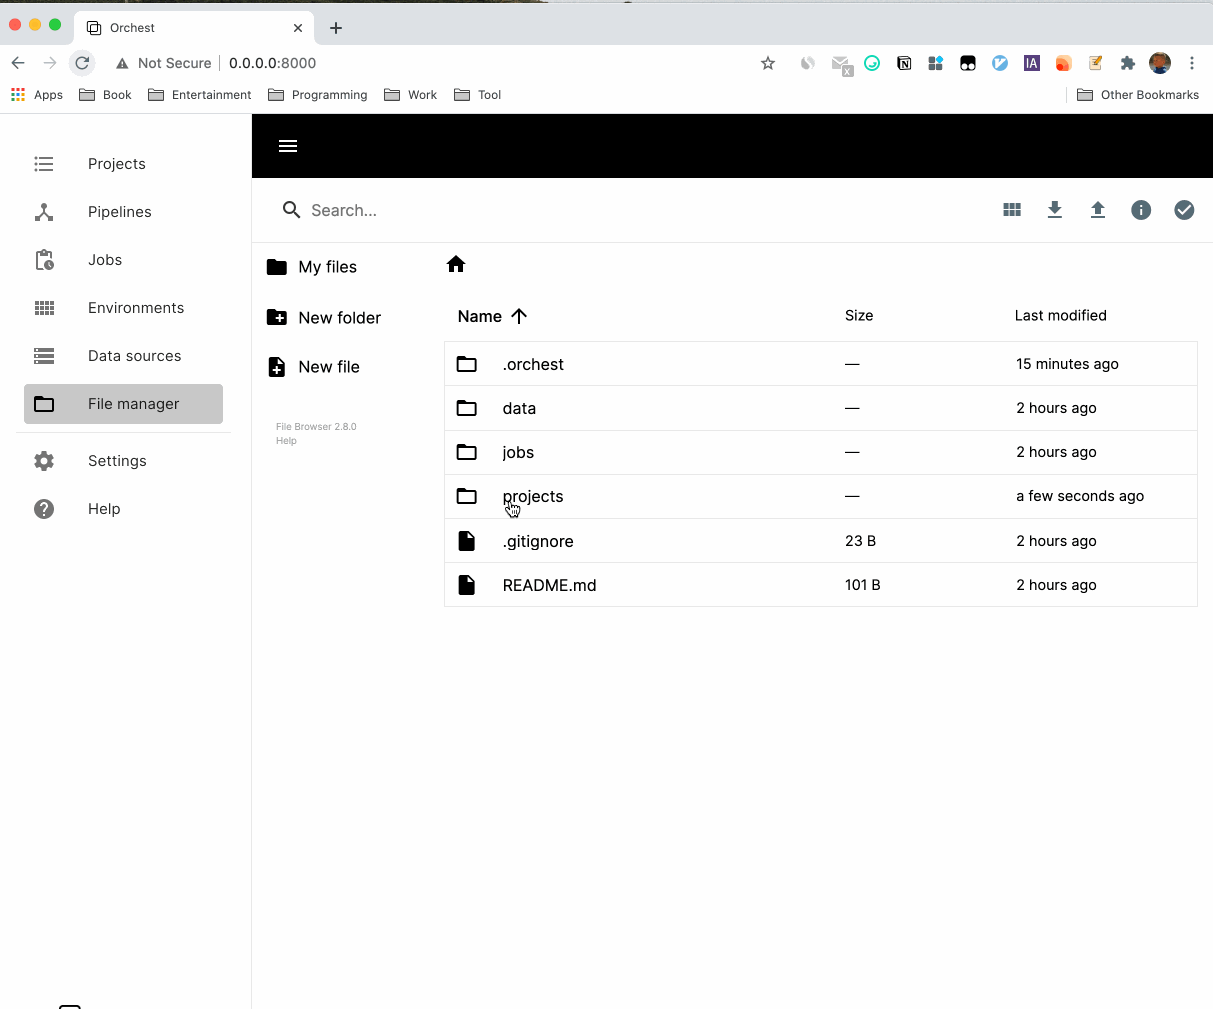 Orchest
Not Secure 0.0.0.0:8000
Apps Book Entertainment Programming Work Tool Other Bookmarks
Projects
Pipelines
Jobs
Environments
Data sources
File manager
Settings
Help
Search...
My files
New folder
New file
File Browser 2.8.0
Help
Name Size Last modified
.orchest — 15 minutes ago
data — 2 hours ago
jobs — 2 hours ago
projects — a few seconds ago
.gitignore 23 B 2 hours ago
README.md 101 B 2 hours ago